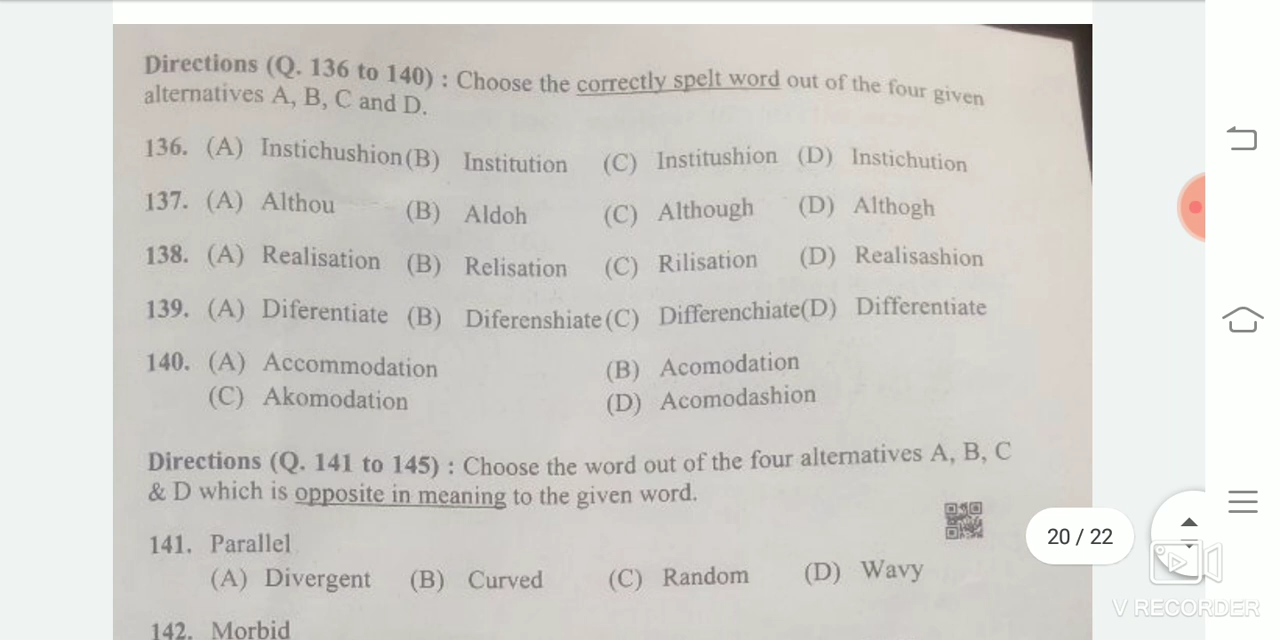 Directions (Q. 136 to 140) : Choose the correctly spelt word out of the four given
alternatives A, B, C and D.
136. (A) Instichushion (B) Institution (C) Institushion (D) Instichution
137. (A) Althou (B) Aldoh (C) Although (D) Althogh
138. (A) Realisation (B) Relisation (C) Rilisation (D) Realisashion
139. (A) Diferentiate (B) Diferenshiate (C) Differenchiate (D) Differentiate
140. (A) Accommodation (B) Acomodation
(C) Akomodation (D) Acomodashion
Directions (Q. 141 to 145) : Choose the word out of the four alternatives A, B, C
& D which is opposite in meaning to the given word.
141. Parallel
(A) Divergent (B) Curved (C) Random (D) Wavy
142. Morbid
20 / 22
V RECORDER